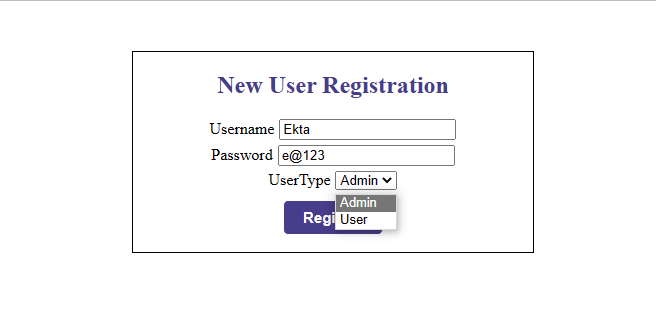 New User Registration
Username Ekta
Password e@123
UserType Admin
Admin
User